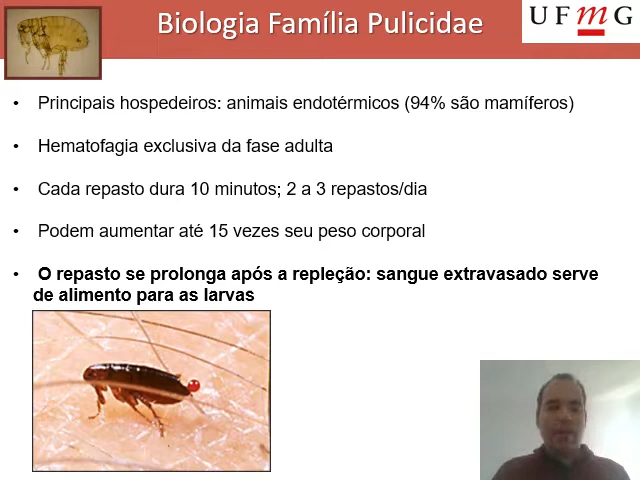 Biologia Família Pulicidae
UFMG
• Principais hospedeiros: animais endotérmicos (94% são mamíferos)
• Hematofagia exclusiva da fase adulta
• Cada repasto dura 10 minutos; 2 a 3 repastos/dia
• Podem aumentar até 15 vezes seu peso corporal
• O repasto se prolonga após a repleção: sangue extravasado serve
de alimento para as larvas